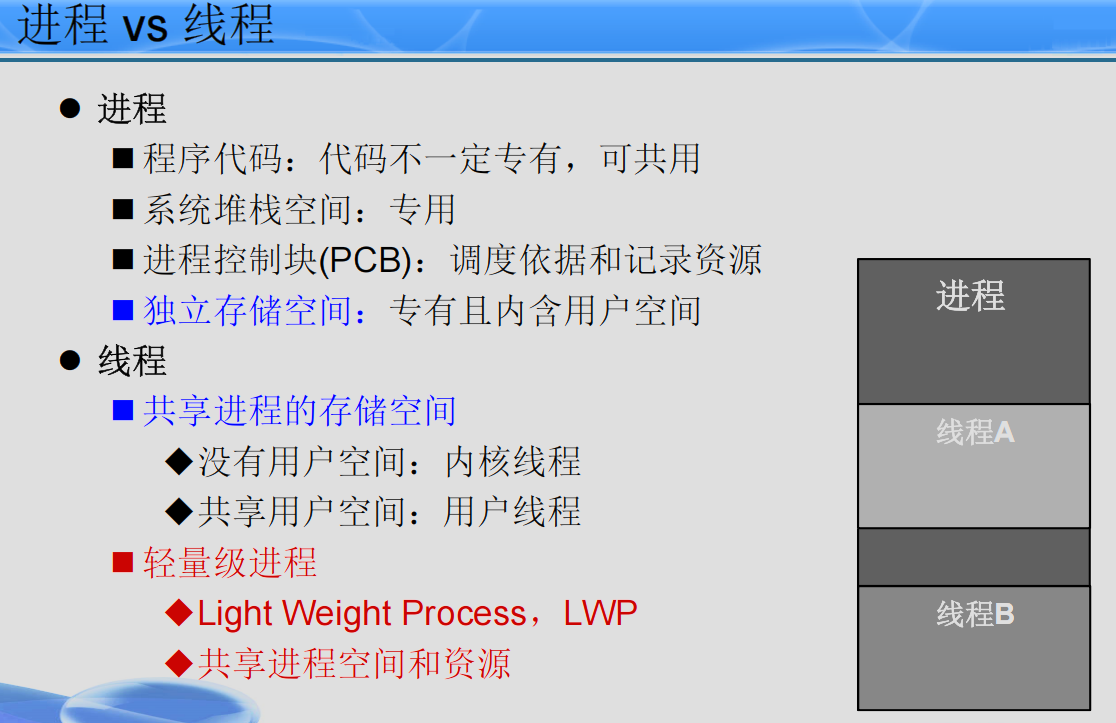 进程 vs 线程
进程
程序代码：代码不一定专有，可共用
系统堆栈空间：专用
进程控制块(PCB)：调度依据和记录资源
独立存储空间：专有且内含用户空间
线程
共享进程的存储空间
没有用户空间：内核线程
共享用户空间：用户线程
轻量级进程
Light Weight Process，LWP
共享进程空间和资源
进程
线程A
线程B